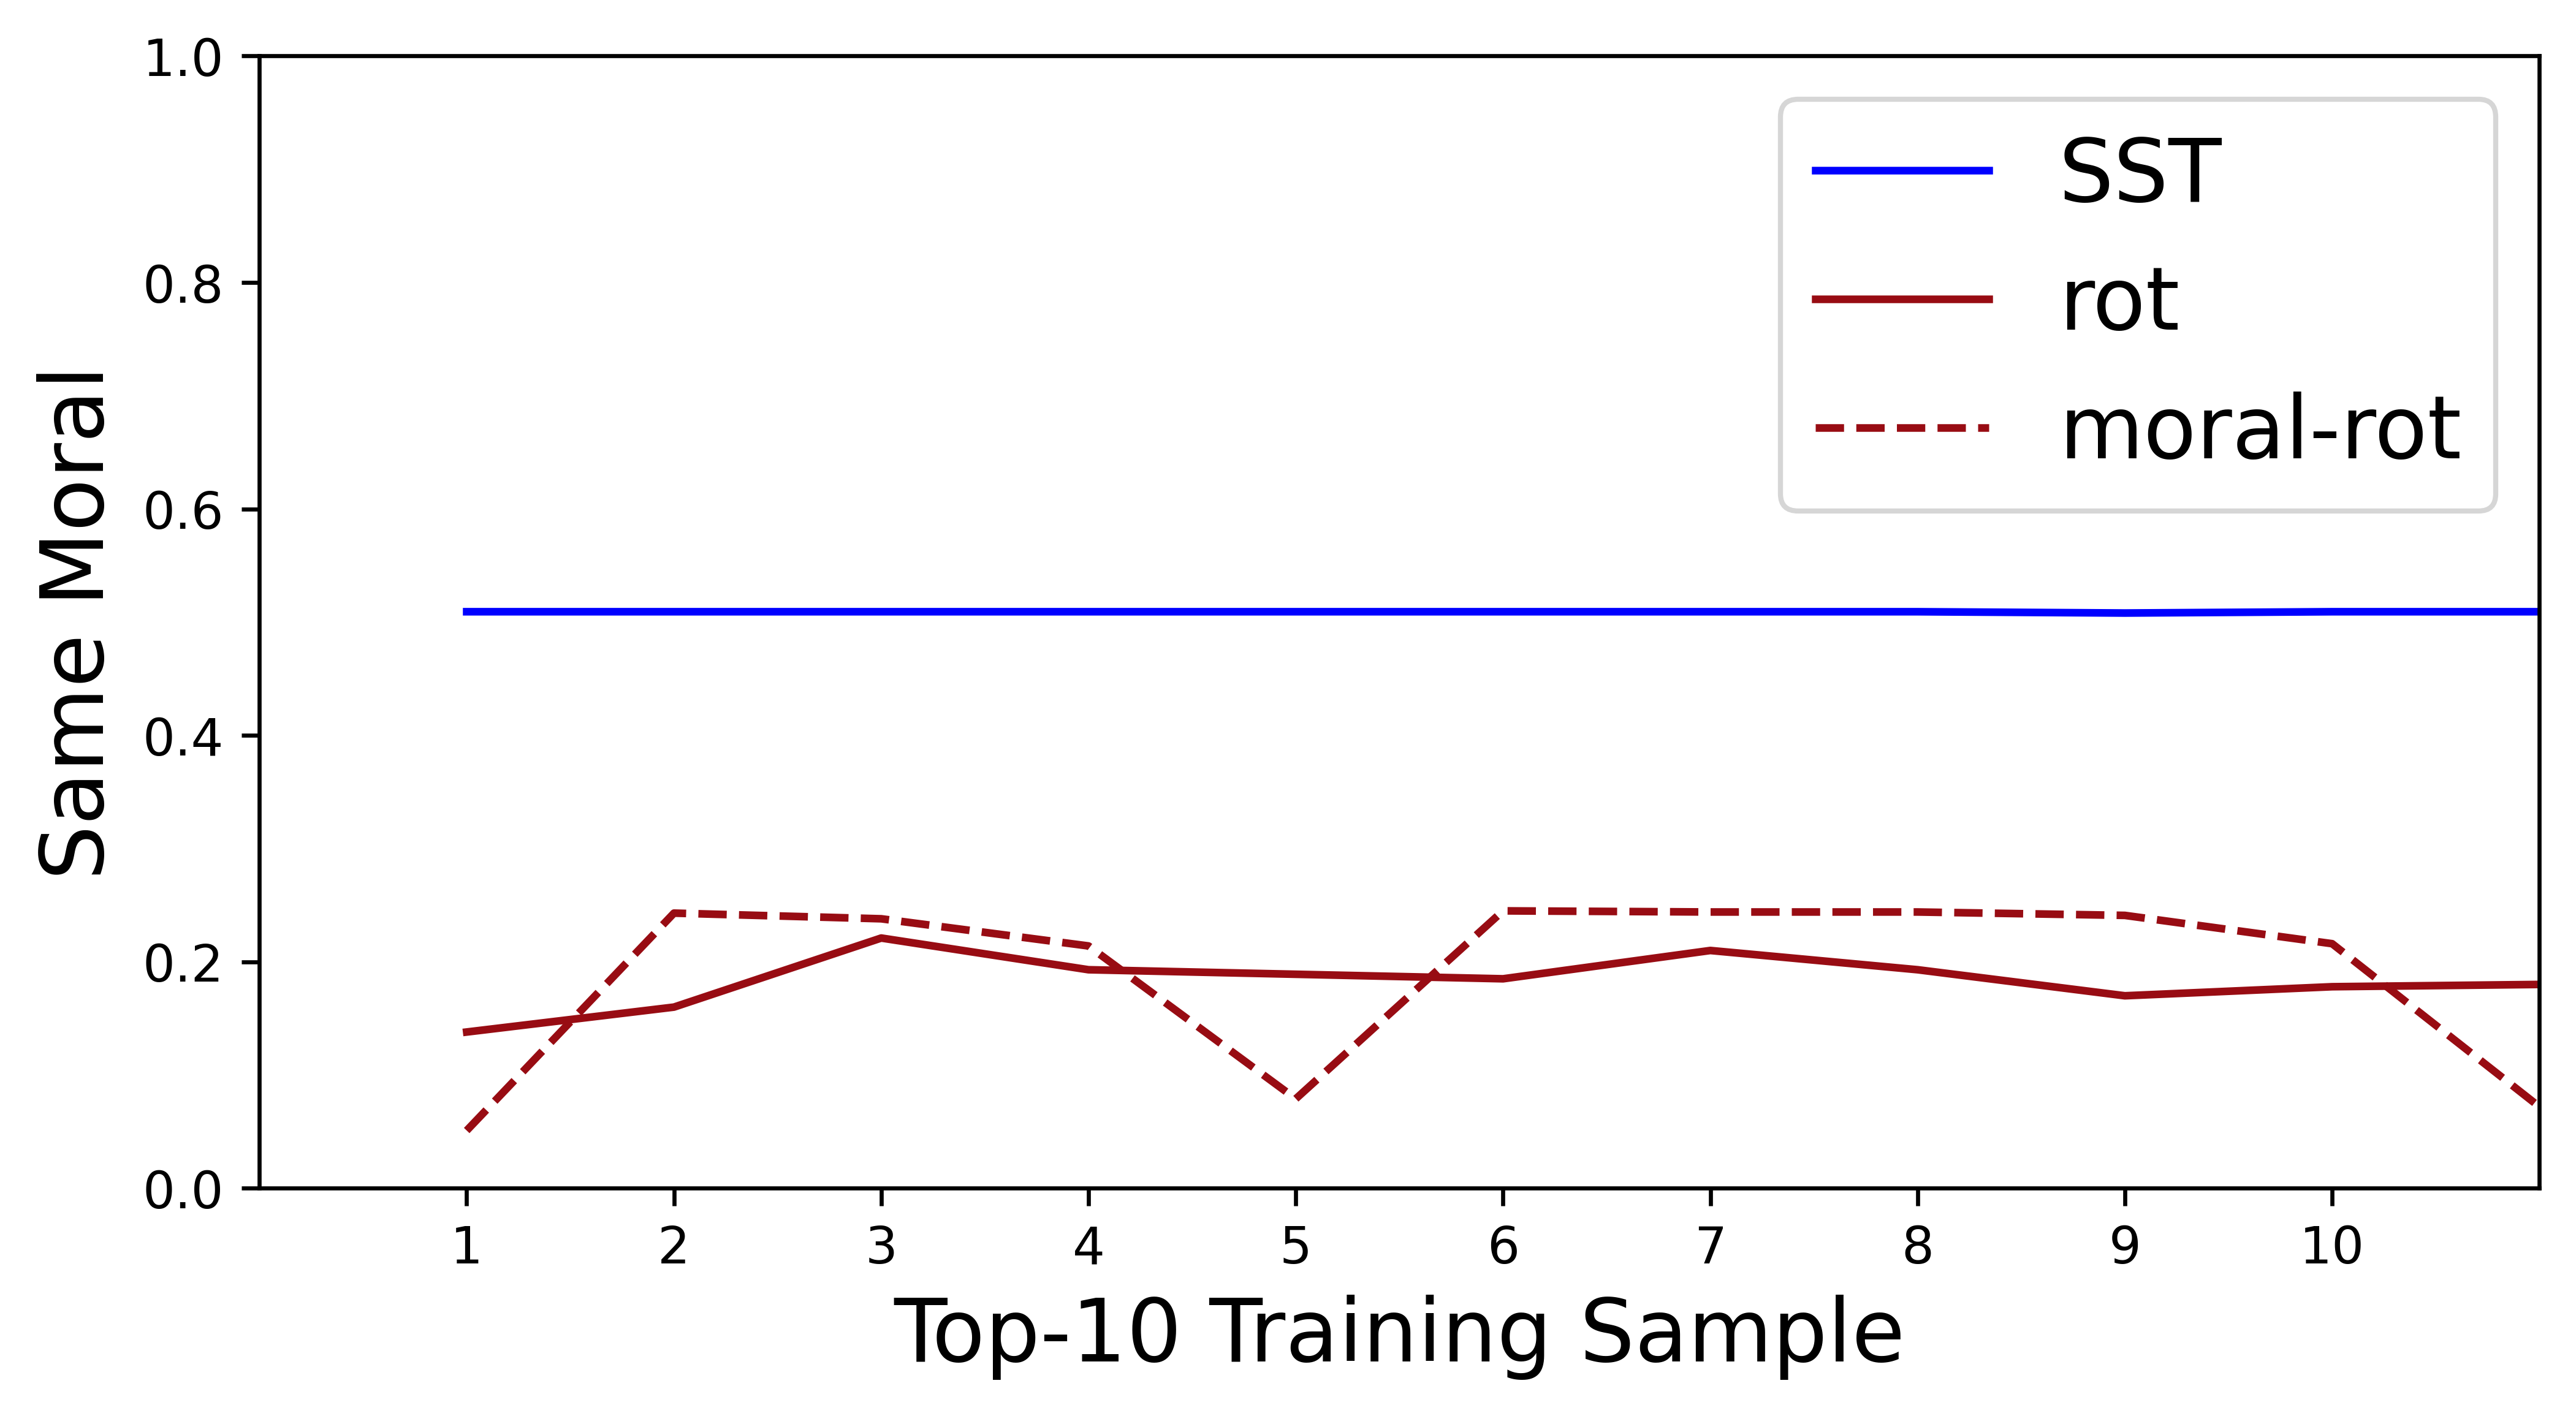 1.0
0.8
0.6
0.4
0.2
0.0
Same Moral
SST
rot
moral-rot
1 2 3 4 5 6 7 8 9 10
Top-10 Training Sample